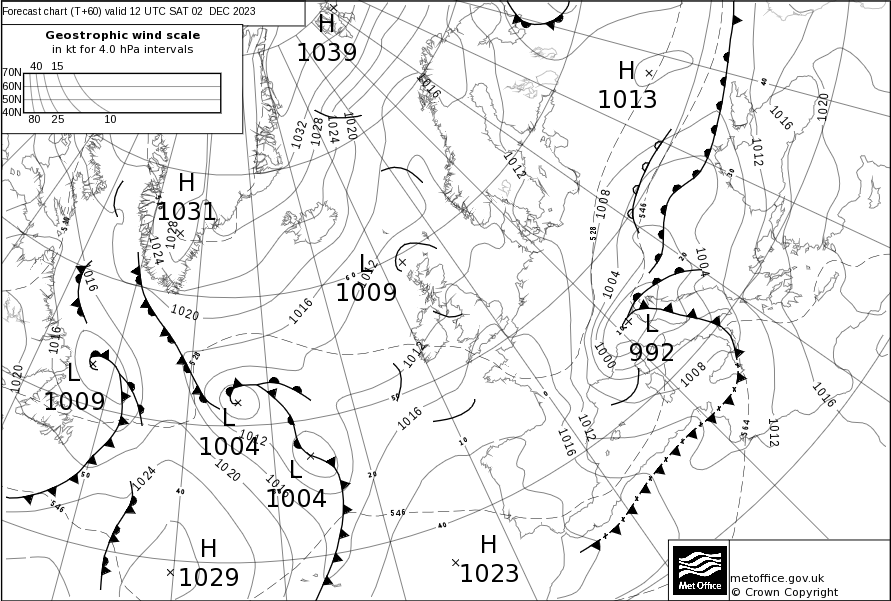 Forecast chart (T+60) valid 12 UTC SAT 02 DEC 2023
Geostrophic wind scale
in kt for 4.0 hPa intervals
40 15
70N
60N
50N
40N
80 25 10
H
1039
H
1013
H
1031
L
1009
L
992
L
1009
L
1004
L
1004
H
1029
H
1023
1016
1032
1028
1024
1020
1012
1016
1020
1012
1008
546
528
1004
1004
1000
1008
1016
1012
564
1028
1024
1016
1020
1016
1012
1012
1016
1016
1012
1020
1016
528
1012
1020
1016
1024
546
546
40
30
20
10
0
10
20
40
50
60
50
40
metoffice.gov.uk
© Crown Copyright
Met Office